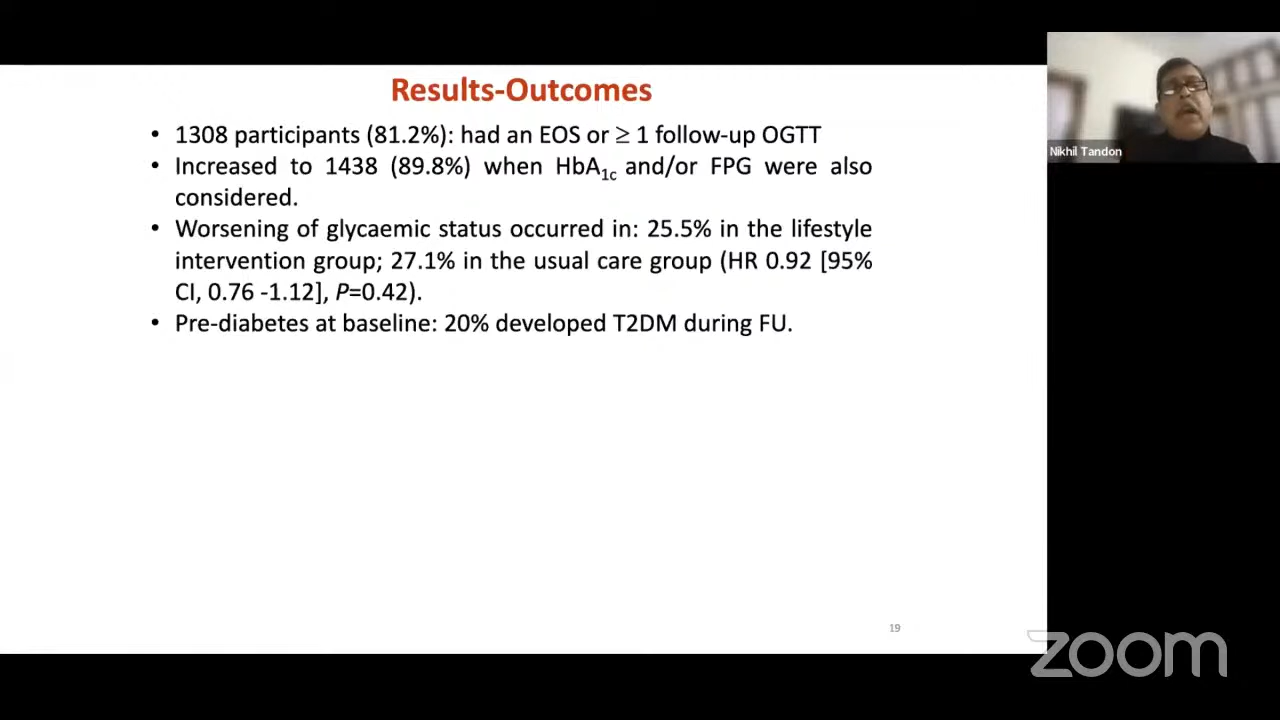 Results-Outcomes
• 1308 participants (81.2%): had an EOS or ≥ 1 follow-up OGTT
• Increased to 1438 (89.8%) when HbA1c and/or FPG were also
considered.
• Worsening of glycaemic status occurred in: 25.5% in the lifestyle
intervention group; 27.1% in the usual care group (HR 0.92 [95%
CI, 0.76 -1.12], P=0.42).
• Pre-diabetes at baseline: 20% developed T2DM during FU.
19
Nikhil Tandon
zoom